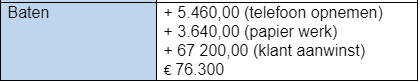 Baten
+ 5.460,00 (telefoon opnemen)
+ 3.640,00 (papier werk)
+ 67 200,00 (klant aanwinst)
€ 76.300